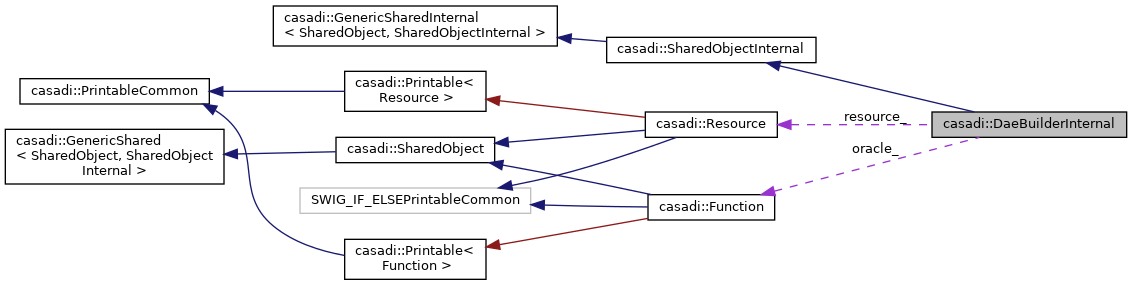 casadi::GenericSharedInternal
< SharedObject, SharedObjectInternal >
casadi::SharedObjectInternal
casadi::PrintableCommon
casadi::Printable<
Resource >
casadi::Resource
resource_
casadi::DaeBuilderInternal
casadi::GenericShared
< SharedObject, SharedObject
Internal >
casadi::SharedObject
oracle_
SWIG_IF_ELSEPrintableCommon
casadi::Function
casadi::Printable<
Function >